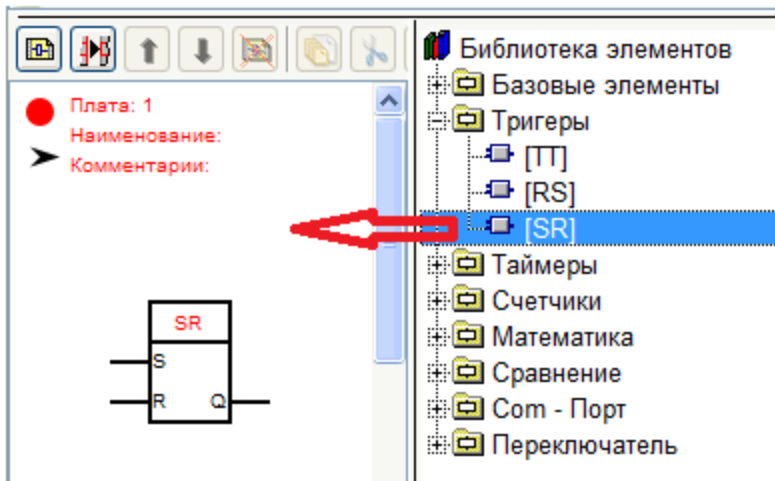 Плата: 1
Наименование:
Комментарии:
SR
S
R Q
Библиотека элементов
Базовые элементы
Тригеры
[TT]
[RS]
[SR]
Таймеры
Счетчики
Математика
Сравнение
Com - Порт
Переключатель